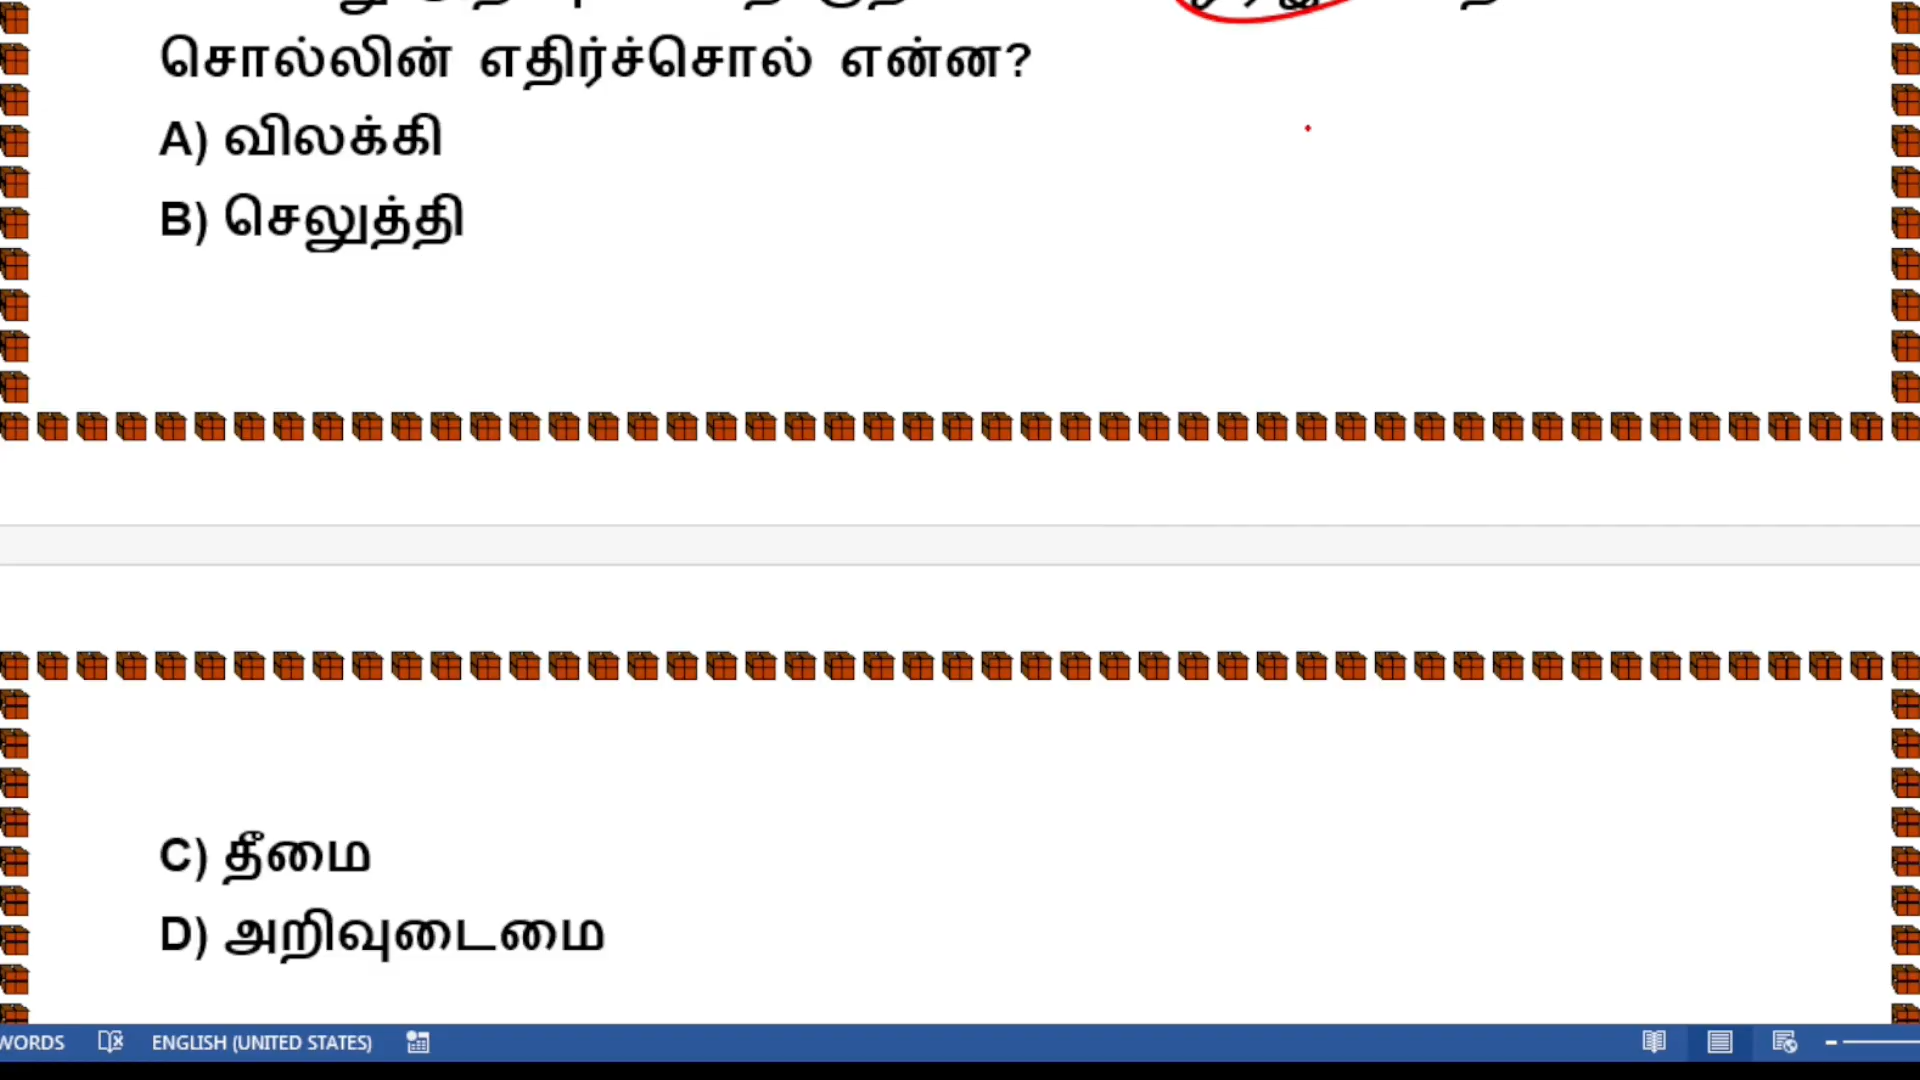 சொல்லின் எதிர்ச்சொல் என்ன?
A) விலக்கி
B) செலுத்தி
C) தீமை
D) அறிவுடைமை
WORDS ENGLISH (UNITED STATES)